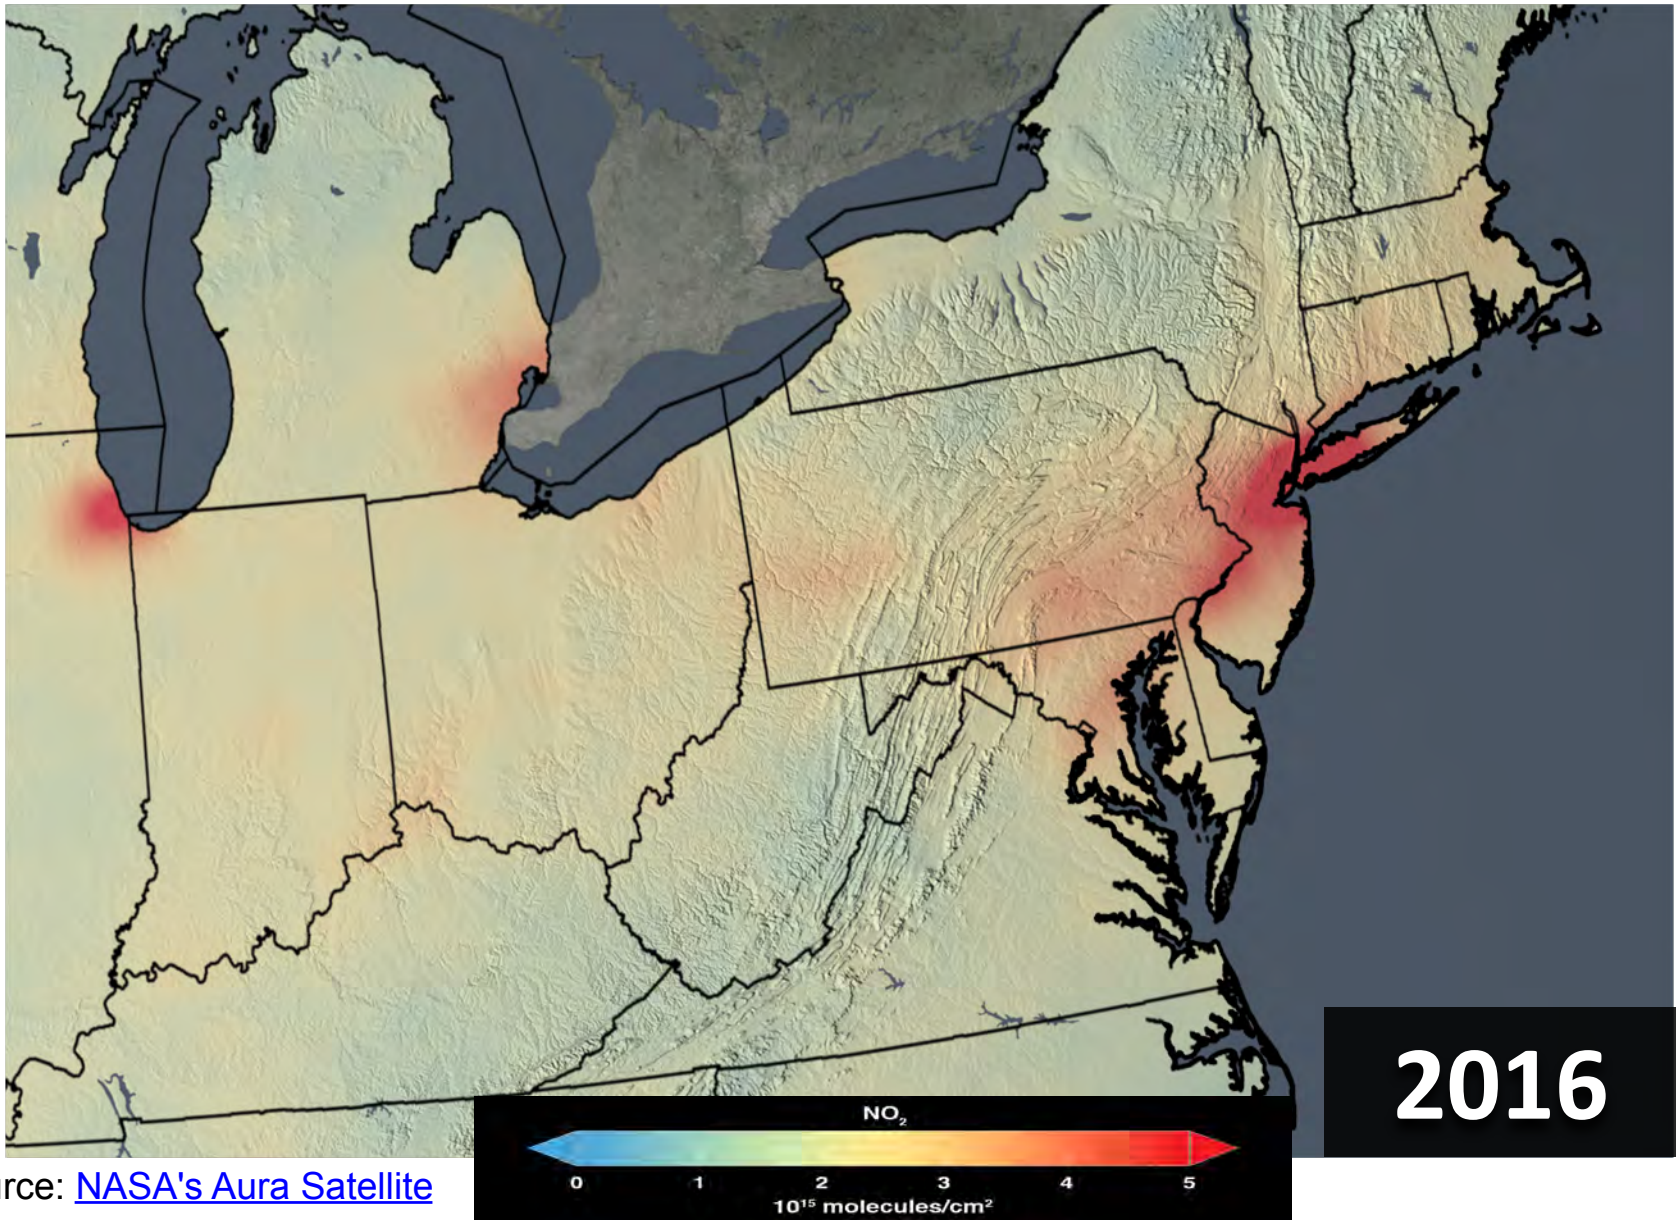 2016
NO₂
0 1 2 3 4 5
10¹⁵ molecules/cm²
rce: NASA's Aura Satellite